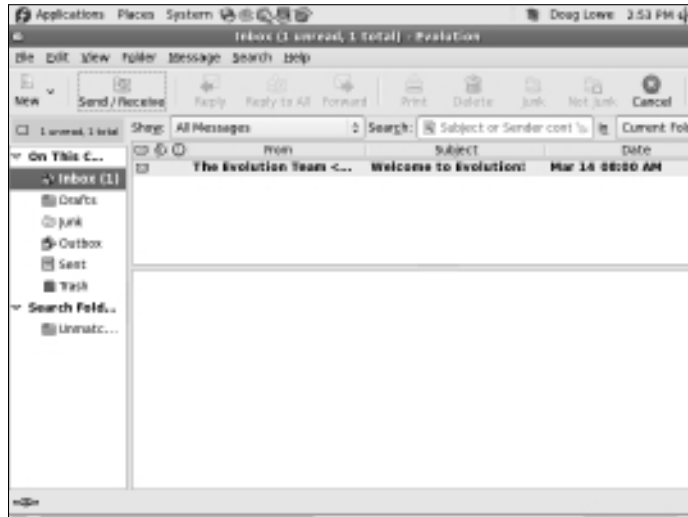 Applications Places System Doug Lowe 2:53 PM
Inbox (1 unread, 1 total) - Evolution
File Edit View Folder Message Search Help
New Send / Receive Reply Reply to All Forward Print Delete Junk Not Junk Cancel
1 unread, 1 total Show: All Messages Search: Subject or Sender cont in Current Fol
On This C... From Subject Date
Inbox (1) The Evolution Team <... Welcome to Evolution! Mar 14 08:00 AM
Drafts
Junk
Outbox
Sent
Trash
Search Fold...
Unmatc...